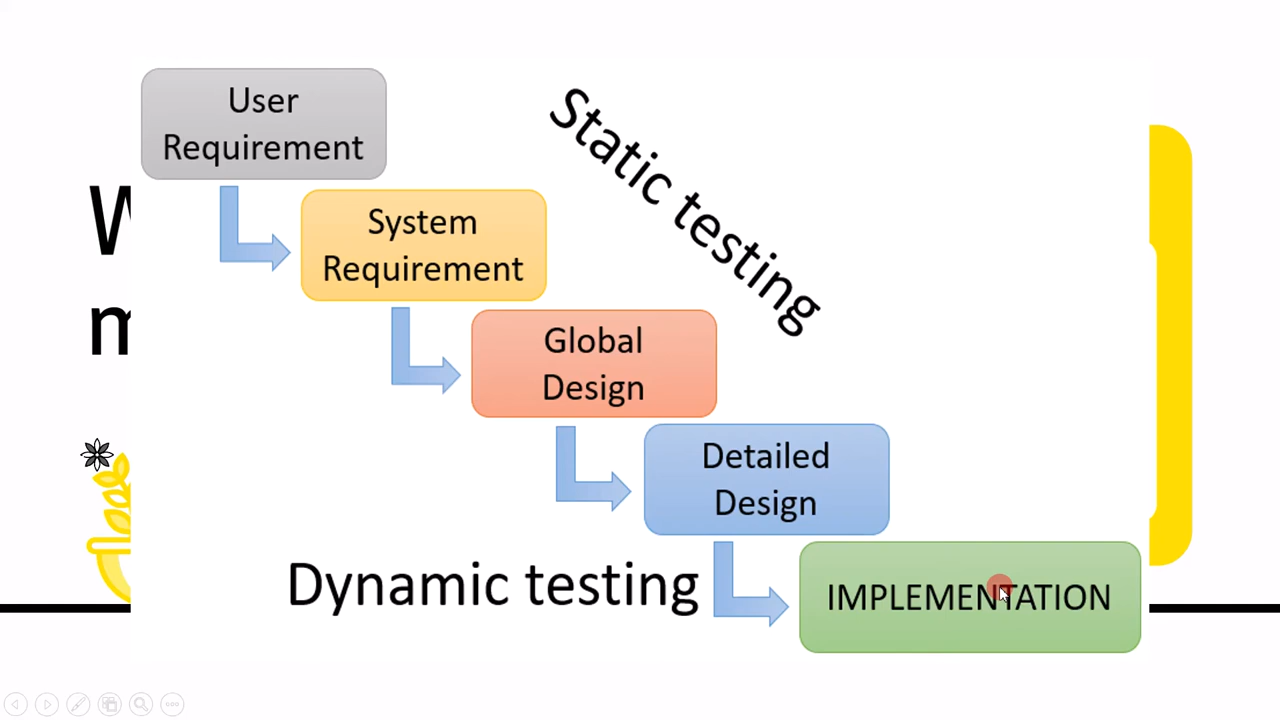 User
Requirement
Static testing
System
Requirement
Global
Design
Detailed
Design
Dynamic testing
IMPLEMENTATION